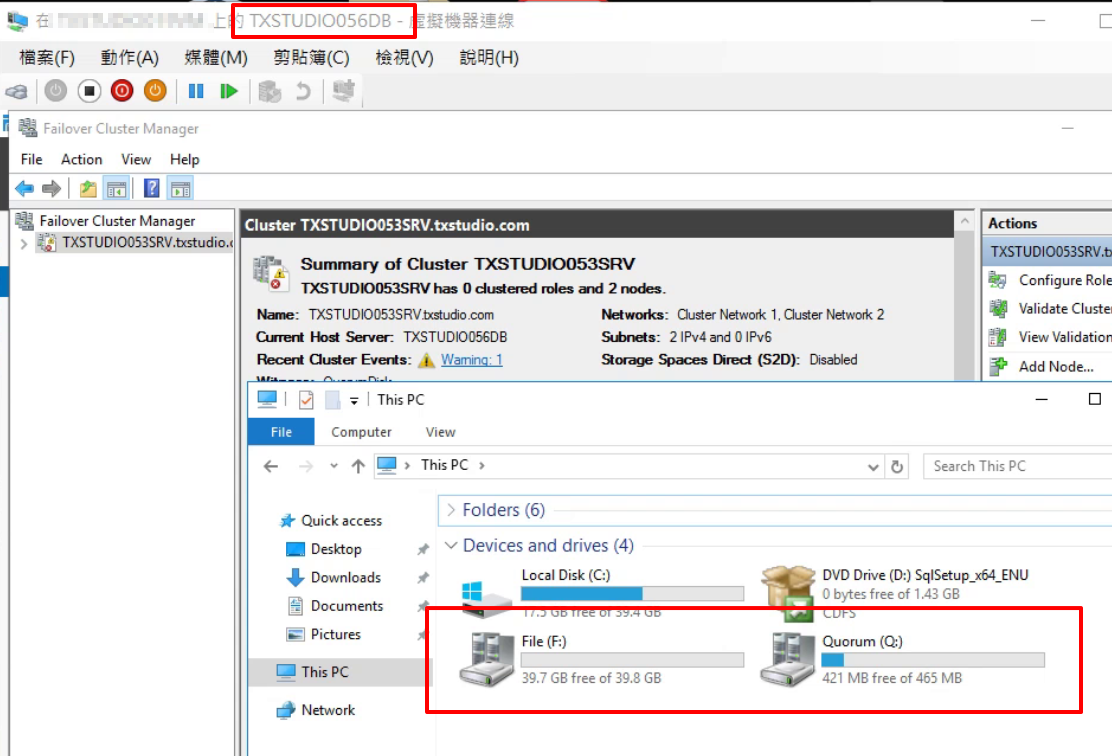 在 上的 TXSTUDIO056DB - 虛擬機器連線
檔案(F) 動作(A) 媒體(M) 剪貼簿(C) 檢視(V) 說明(H)
Failover Cluster Manager
File Action View Help
Failover Cluster Manager
TXSTUDIO053SRV.txstudio.c
Cluster TXSTUDIO053SRV.txstudio.com
Summary of Cluster TXSTUDIO053SRV
TXSTUDIO053SRV has 0 clustered roles and 2 nodes.
Name: TXSTUDIO053SRV.txstudio.com
Networks: Cluster Network 1, Cluster Network 2
Current Host Server: TXSTUDIO056DB
Subnets: 2 IPv4 and 0 IPv6
Recent Cluster Events: Warning: 1
Storage Spaces Direct (S2D): Disabled
Witness: QuorumDisk
Actions
TXSTUDIO053SRV.tx
Configure Role
Validate Cluster
View Validation
Add Node...
This PC
File Computer View
This PC
Search This PC
Quick access
Desktop
Downloads
Documents
Pictures
This PC
Network
Folders (6)
Devices and drives (4)
Local Disk (C:)
17.5 GB free of 39.4 GB
DVD Drive (D:) SqlSetup_x64_ENU
0 bytes free of 1.43 GB
CDFS
File (F:)
39.7 GB free of 39.8 GB
Quorum (Q:)
421 MB free of 465 MB